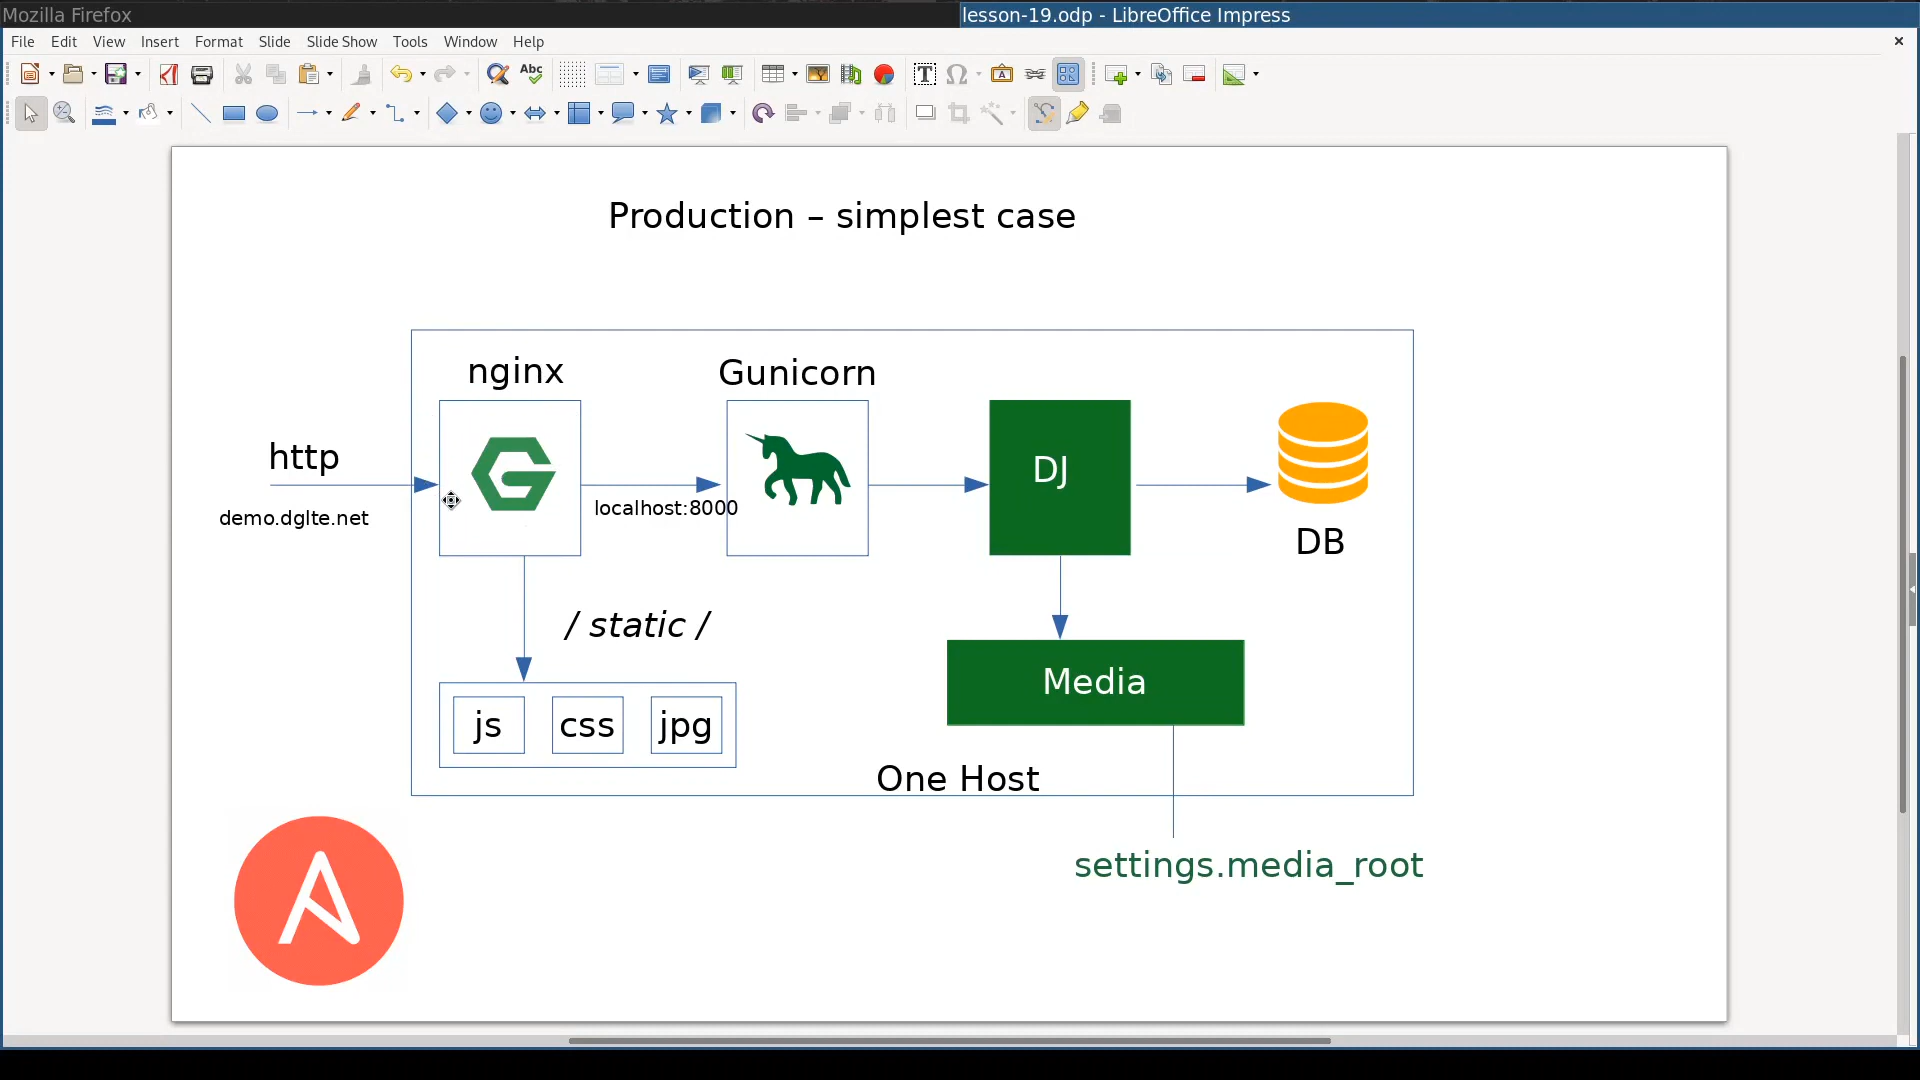 Mozilla Firefox
lesson-19.odp - LibreOffice Impress
File Edit View Insert Format Slide Slide Show Tools Window Help
Abc
Production – simplest case
nginx
Gunicorn
http
demo.dglte.net
localhost:8000
DJ
DB
/ static /
js
css
jpg
Media
One Host
settings.media_root